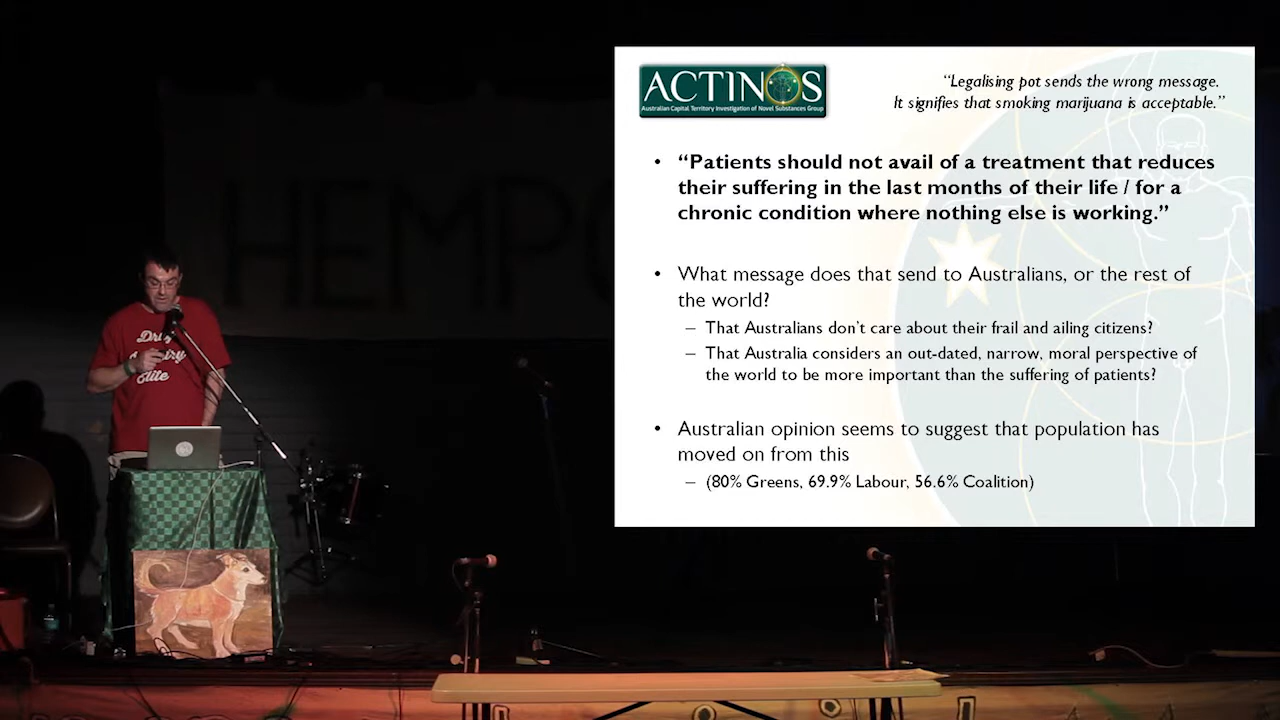 ACTINOS
Australian Capital Territory Investigation of Novel Substances Group
“Legalising pot sends the wrong message.
It signifies that smoking marijuana is acceptable.”
• “Patients should not avail of a treatment that reduces
their suffering in the last months of their life / for a
chronic condition where nothing else is working.”
• What message does that send to Australians, or the rest of
the world?
– That Australians don’t care about their frail and ailing citizens?
– That Australia considers an out-dated, narrow, moral perspective of
the world to be more important than the suffering of patients?
• Australian opinion seems to suggest that population has
moved on from this
– (80% Greens, 69.9% Labour, 56.6% Coalition)
HEMP
Elite